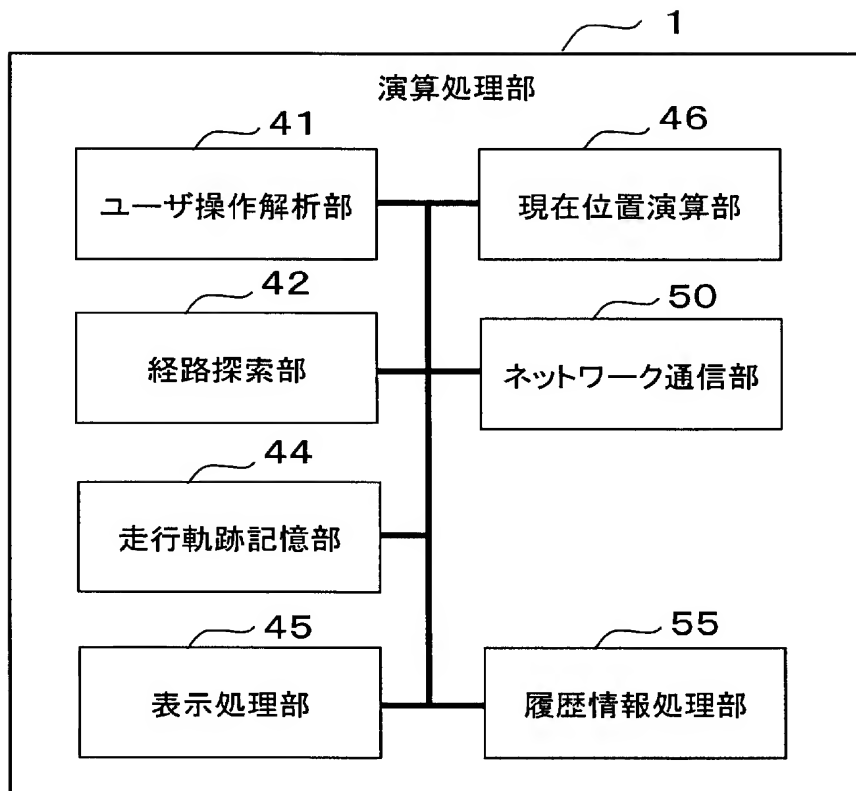 1
演算処理部
41
ユーザ操作解析部
46
現在位置演算部
42
経路探索部
50
ネットワーク通信部
44
走行軌跡記憶部
45
表示処理部
55
履歴情報処理部